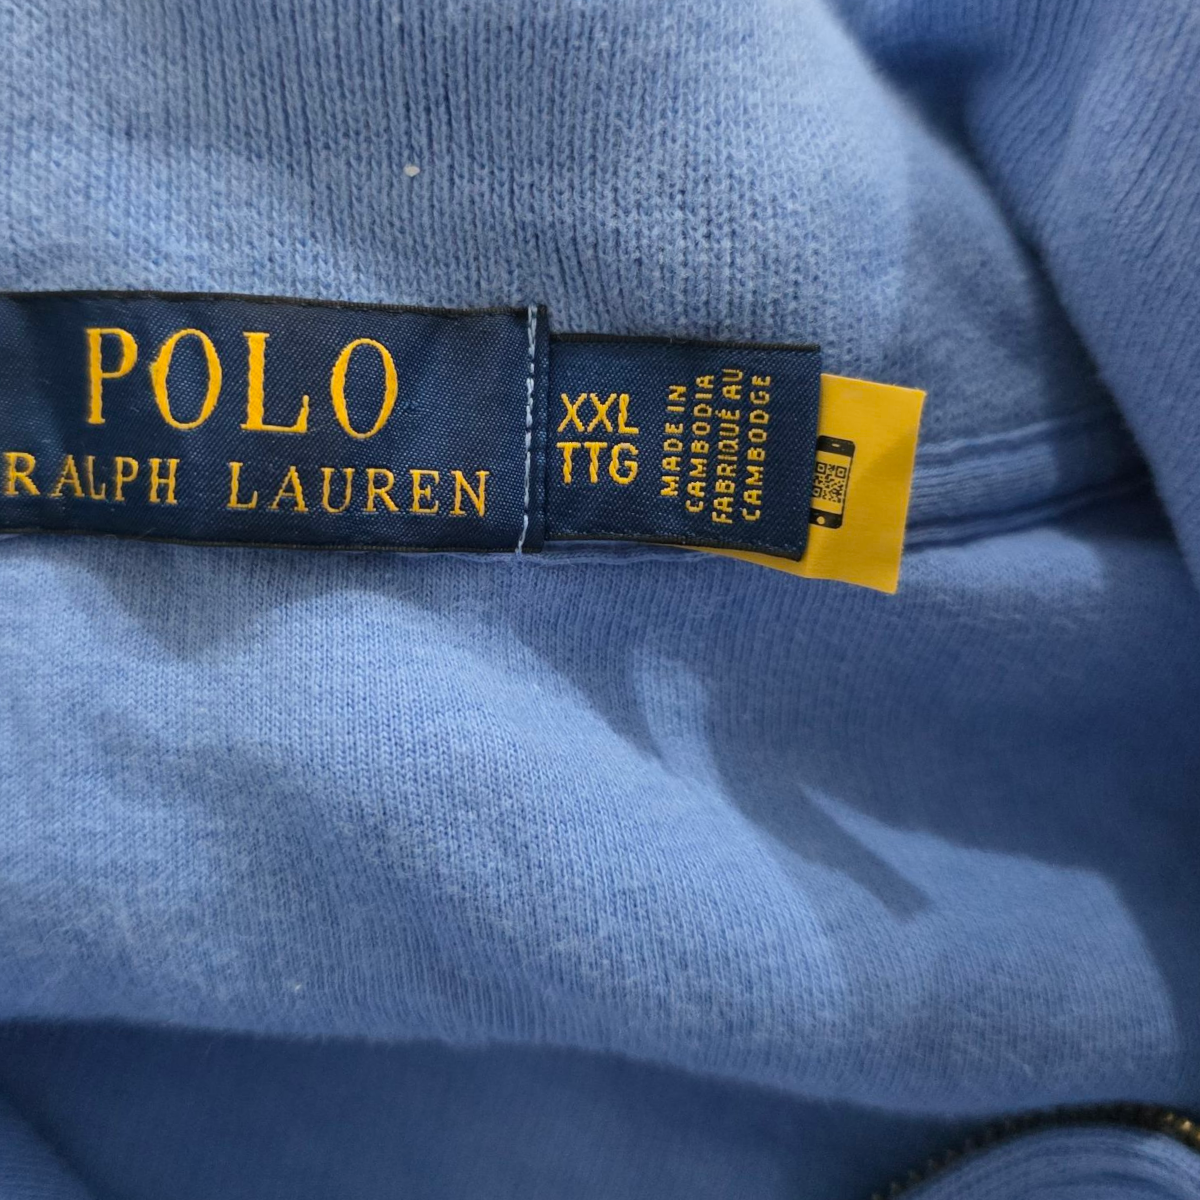 POLO
RALPH LAUREN
XXL
TTG
MADE IN
CAMBODIA
FABRIQUÉ AU
CAMBODGE